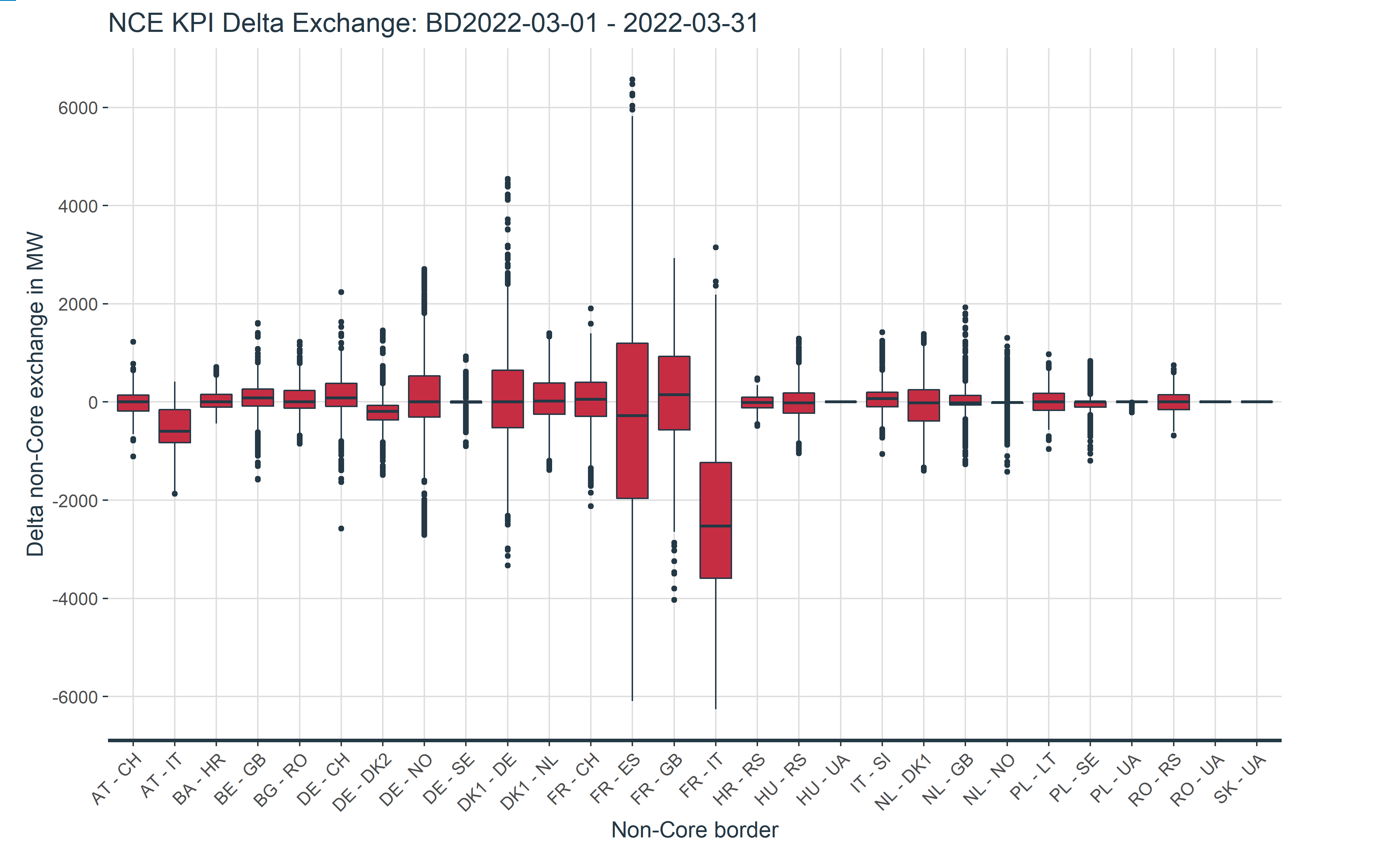 NCE KPI Delta Exchange: BD2022-03-01 - 2022-03-31
Delta non-Core exchange in MW
6000
4000
2000
0
-2000
-4000
-6000
AT - CH
AT - IT
BA - HR
BE - GB
BG - RO
DE - CH
DE - DK2
DE - NO
DE - SE
DK1 - DE
DK1 - NL
FR - CH
FR - ES
FR - GB
FR - IT
HR - RS
HU - RS
HU - UA
IT - SI
NL - DK1
NL - GB
NL - NO
PL - LT
PL - SE
PL - UA
RO - RS
RO - UA
SK - UA
Non-Core border